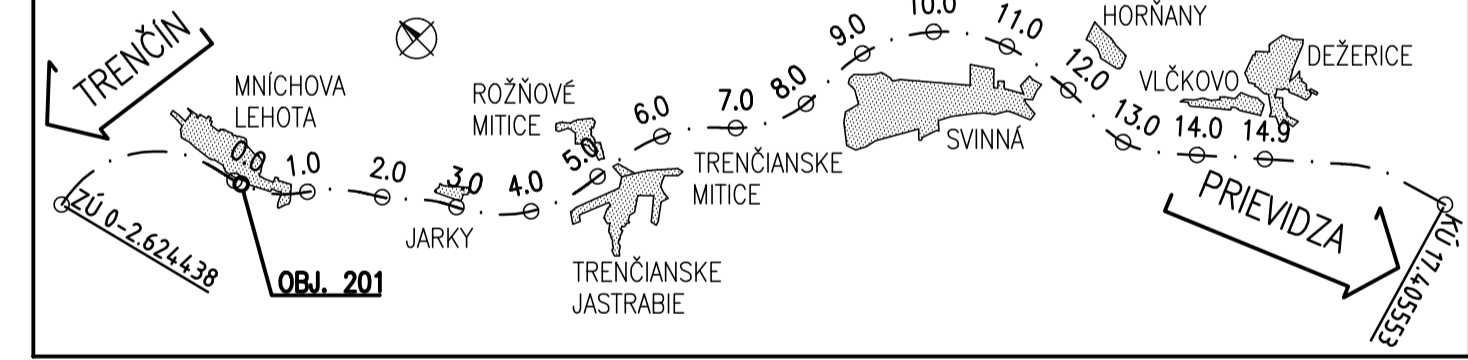 TRENČÍN
MNÍCHOVA
LEHOTA
ROŽŇOVÉ
MITICE
TRENČIANSKE
MITICE
SVINNÁ
HORŇANY
VLČKOVO
DEŽERICE
JARKY
TRENČIANSKE
JASTRABIE
0.0
1.0
2.0
3.0
4.0
5.0
6.0
7.0
8.0
9.0
10.0
11.0
12.0
13.0
14.0
14.9
ZÚ 0-2.624438
OBJ. 201
PRIEVIDZA
KÚ 17.405553